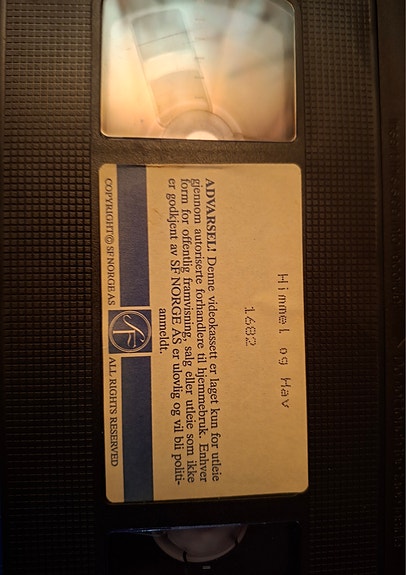 Himmel og Hav
1682
ADVARSEL! Denne videokassett er laget kun for utleie
gjennom autoriserte forhandlere til hjemmebruk. Enhver
form for offentlig framvisning, salg eller utleie som ikke
er godkjent av SF NORGE AS er ulovlig og vil bli politi-
anmeldt.
SF
COPYRIGHT © SF NORGE AS ALL RIGHTS RESERVED